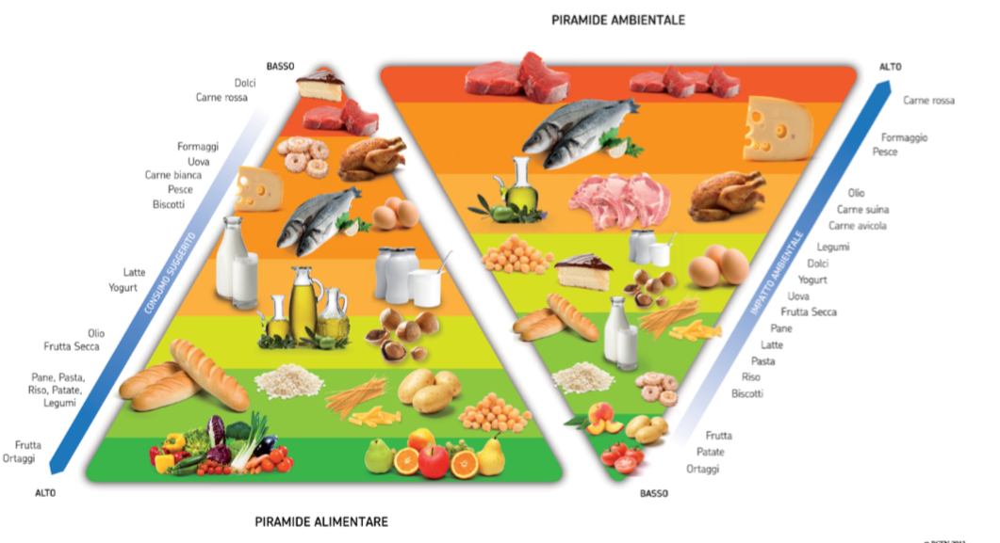 PIRAMIDE AMBIENTALE
BASSO
Dolci
Carne rossa
Formaggi
Uova
Carne bianca
Pesce
Biscotti
CONSUMO SUGGERITO
Latte
Yogurt
Olio
Frutta Secca
Pane, Pasta,
Riso, Patate,
Legumi
Frutta
Ortaggi
ALTO
ALTO
Carne rossa
Formaggio
Pesce
Olio
Carne suina
Carne avicola
Legumi
Dolci
Yogurt
Uova
Frutta Secca
IMPATTO AMBIENTALE
Pane
Latte
Pasta
Riso
Biscotti
Frutta
Patate
Ortaggi
BASSO
PIRAMIDE ALIMENTARE